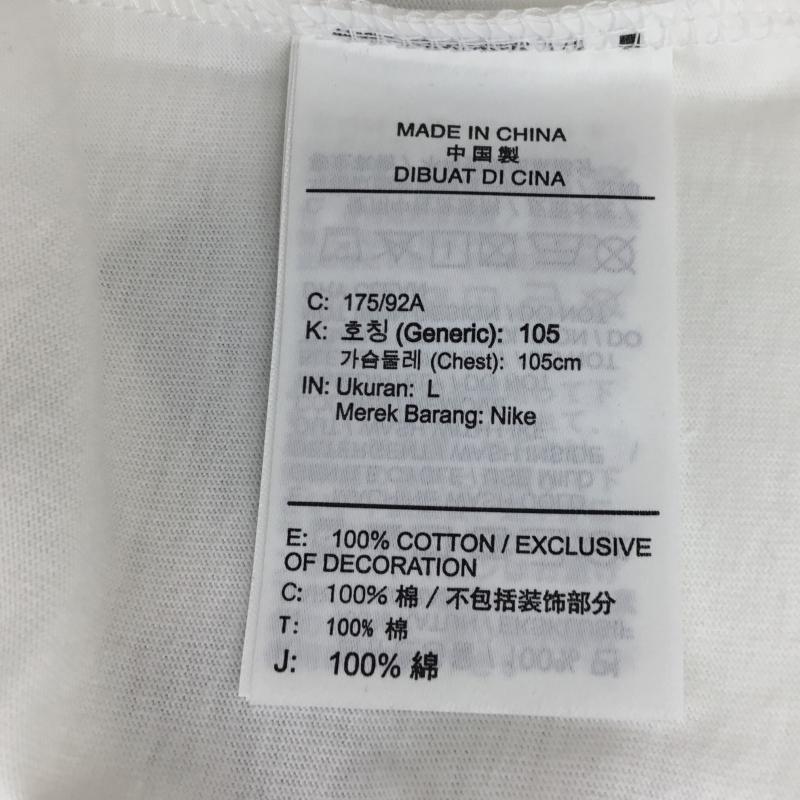 MADE IN CHINA
中国製
DIBUAT DI CINA
C: 175/92A
K: 호칭 (Generic): 105
가슴둘레 (Chest): 105cm
IN: Ukuran: L
Merek Barang: Nike
E: 100% COTTON / EXCLUSIVE
OF DECORATION
C: 100% 棉 / 不包括装饰部分
T: 100% 棉
J: 100% 綿